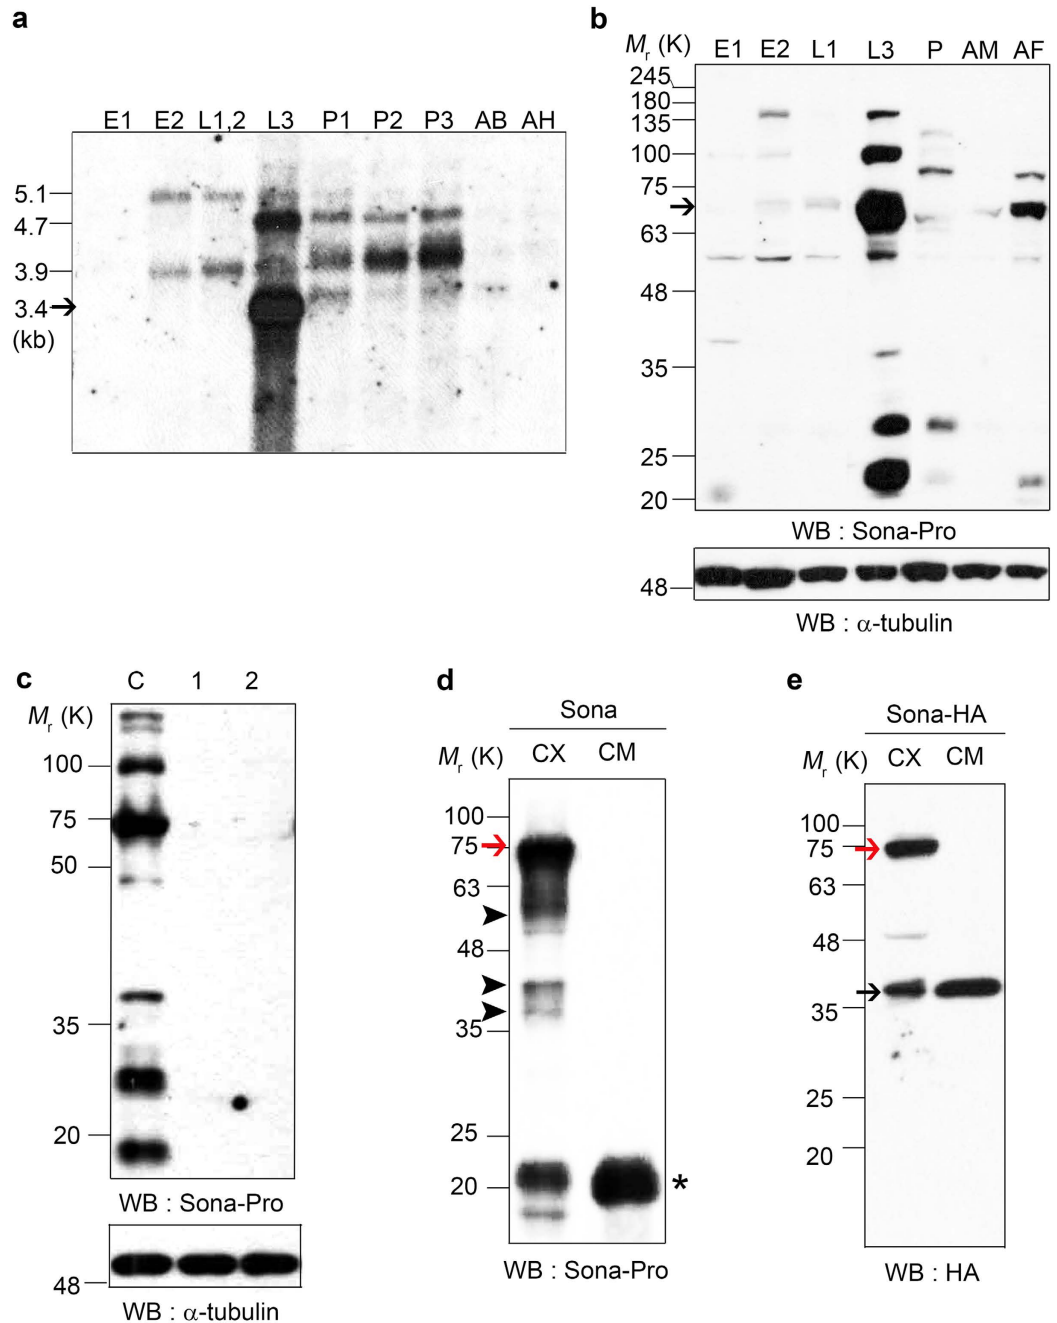 a
E1 E2 L1,2 L3 P1 P2 P3 AB AH
5.1
4.7
3.9
3.4
(kb)
b
Mr (K) E1 E2 L1 L3 P AM AF
245
180
135
100
75
63
48
35
25
20
WB : Sona-Pro
48
WB : α-tubulin
c
C 1 2
Mr (K)
100
75
50
35
20
WB : Sona-Pro
48
WB : α-tubulin
d
Sona
Mr (K) CX CM
100
75
63
48
35
25
20
*
WB : Sona-Pro
e
Sona-HA
Mr (K) CX CM
100
75
63
48
35
25
20
WB : HA